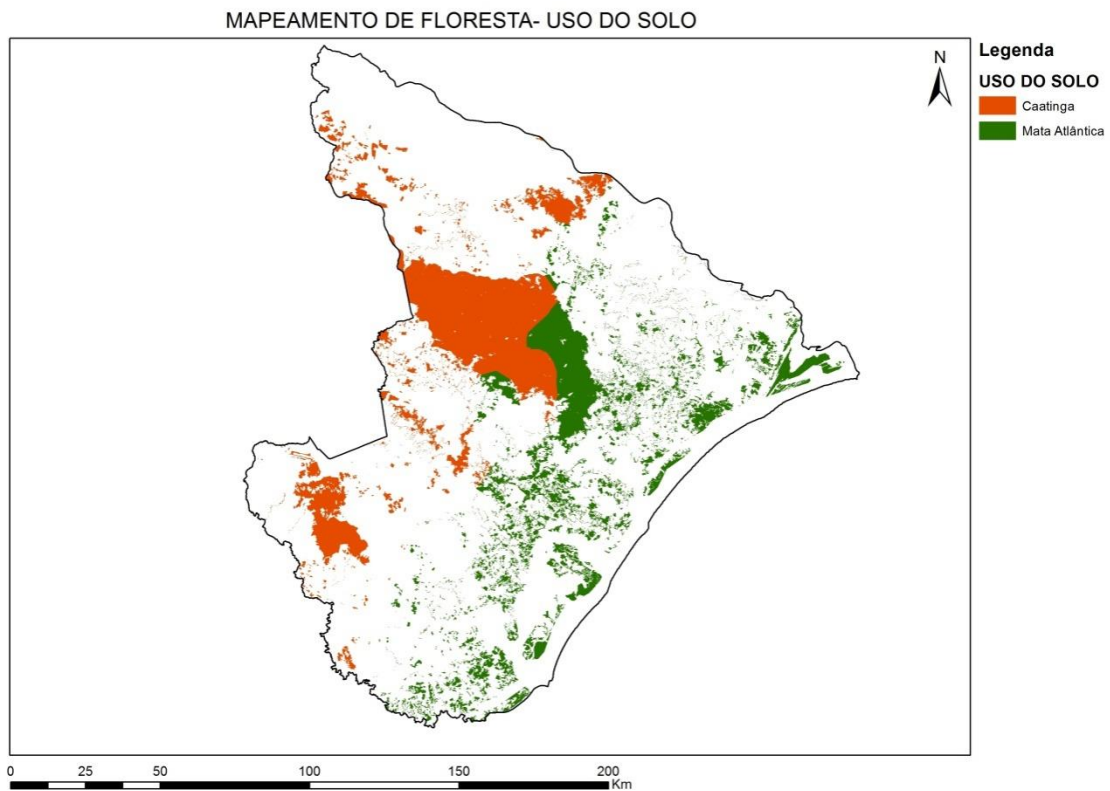 MAPEAMENTO DE FLORESTA- USO DO SOLO
N
Legenda
USO DO SOLO
Caatinga
Mata Atlântica
0 25 50 100 150 200
Km